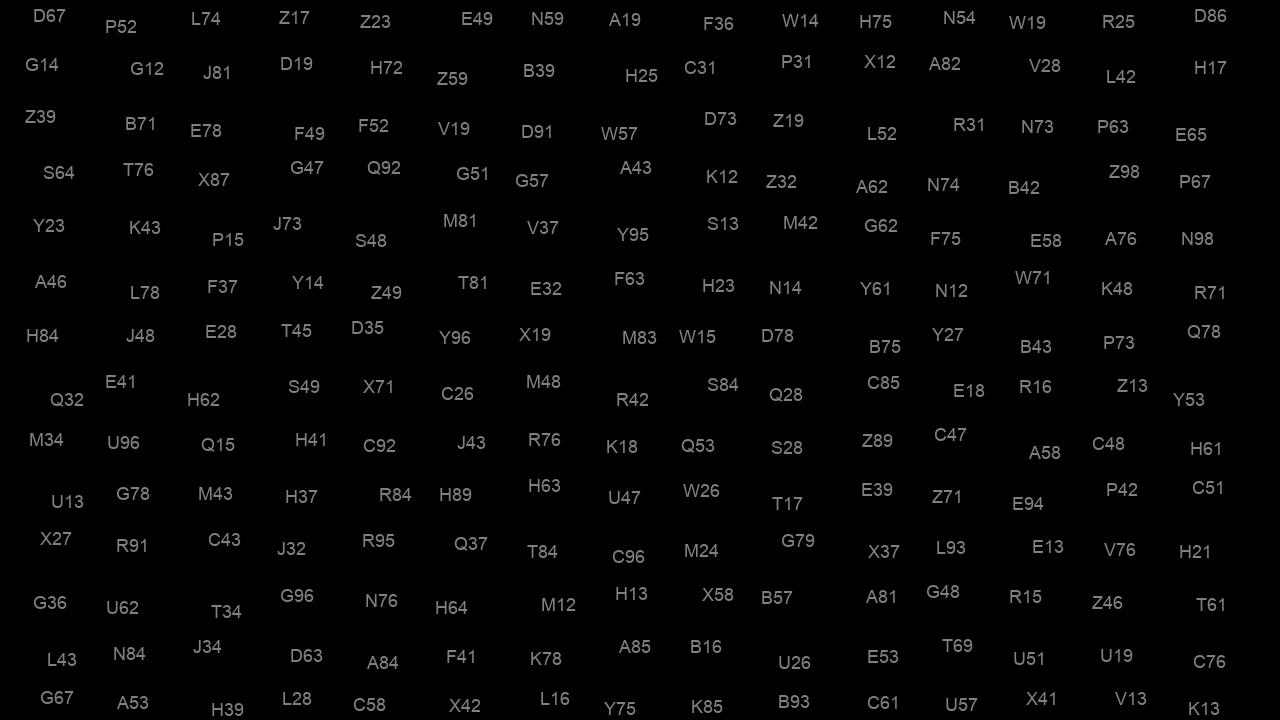 D67 P52 L74 Z17 Z23 E49 N59 A19 F36 W14 H75 N54 W19 R25 D86
G14 G12 J81 D19 H72 Z59 B39 H25 C31 P31 X12 A82 V28 L42 H17
Z39 B71 E78 F49 F52 V19 D91 W57 D73 Z19 L52 R31 N73 P63 E65
S64 T76 X87 G47 Q92 G51 G57 A43 K12 Z32 A62 N74 B42 Z98 P67
Y23 K43 P15 J73 S48 M81 V37 Y95 S13 M42 G62 F75 E58 A76 N98
A46 L78 F37 Y14 Z49 T81 E32 F63 H23 N14 Y61 N12 W71 K48 R71
H84 J48 E28 T45 D35 Y96 X19 M83 W15 D78 B75 Y27 B43 P73 Q78
Q32 E41 H62 S49 X71 C26 M48 R42 S84 Q28 C85 E18 R16 Z13 Y53
M34 U96 Q15 H41 C92 J43 R76 K18 Q53 S28 Z89 C47 A58 C48 H61
U13 G78 M43 H37 R84 H89 H63 U47 W26 T17 E39 Z71 E94 P42 C51
X27 R91 C43 J32 R95 Q37 T84 C96 M24 G79 X37 L93 E13 V76 H21
G36 U62 T34 G96 N76 H64 M12 H13 X58 B57 A81 G48 R15 Z46 T61
L43 N84 J34 D63 A84 F41 K78 A85 B16 U26 E53 T69 U51 U19 C76
G67 A53 H39 L28 C58 X42 L16 Y75 K85 B93 C61 U57 X41 V13 K13